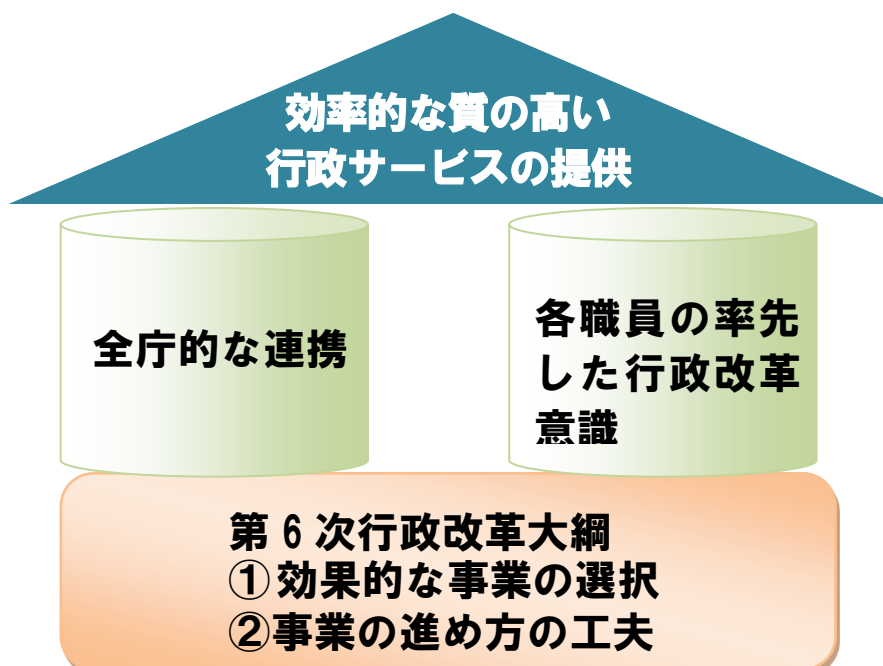 効率的な質の高い
行政サービスの提供
全庁的な連携
各職員の率先
した行政改革
意識
第6次行政改革大綱
①効果的な事業の選択
②事業の進め方の工夫